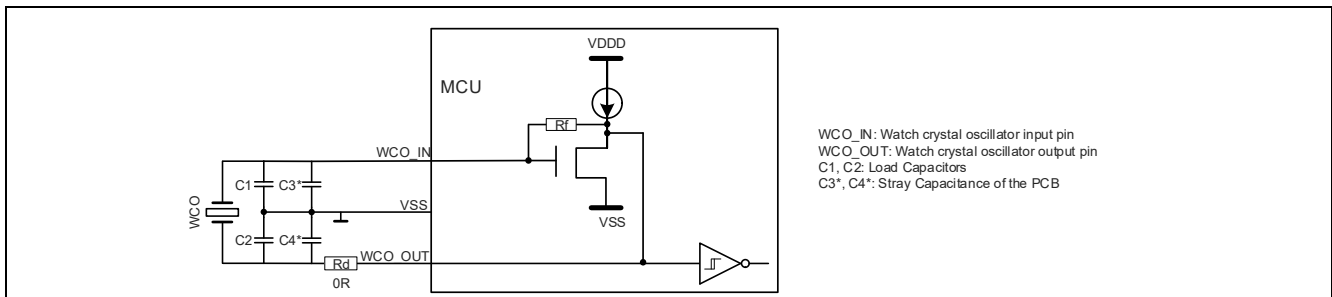 VDDD
MCU
Rf
WCO_IN
C1 C3*
VSS
WCO
VSS
C2 C4*
WCO_OUT
Rd
0R
WCO_IN: Watch crystal oscillator input pin
WCO_OUT: Watch crystal oscillator output pin
C1, C2: Load Capacitors
C3*, C4*: Stray Capacitance of the PCB